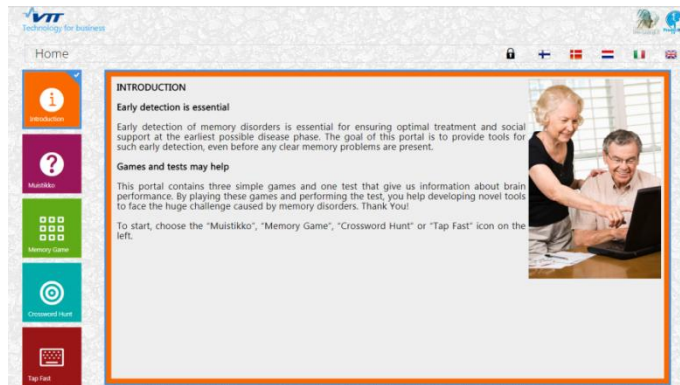 VTT
Technology for business
Home
Introduction
Muistikko
Memory Game
Crossword Hunt
Tap Fast
INTRODUCTION
Early detection is essential
Early detection of memory disorders is essential for ensuring optimal treatment and social
support at the earliest possible disease phase. The goal of this portal is to provide tools for
such early detection, even before any clear memory problems are present.
Games and tests may help
This portal contains three simple games and one test that give us information about brain
performance. By playing these games and performing the test, you help developing novel tools
to face the huge challenge caused by memory disorders. Thank You!
To start, choose the "Muistikko", "Memory Game", "Crossword Hunt" or "Tap Fast" icon on the
left.